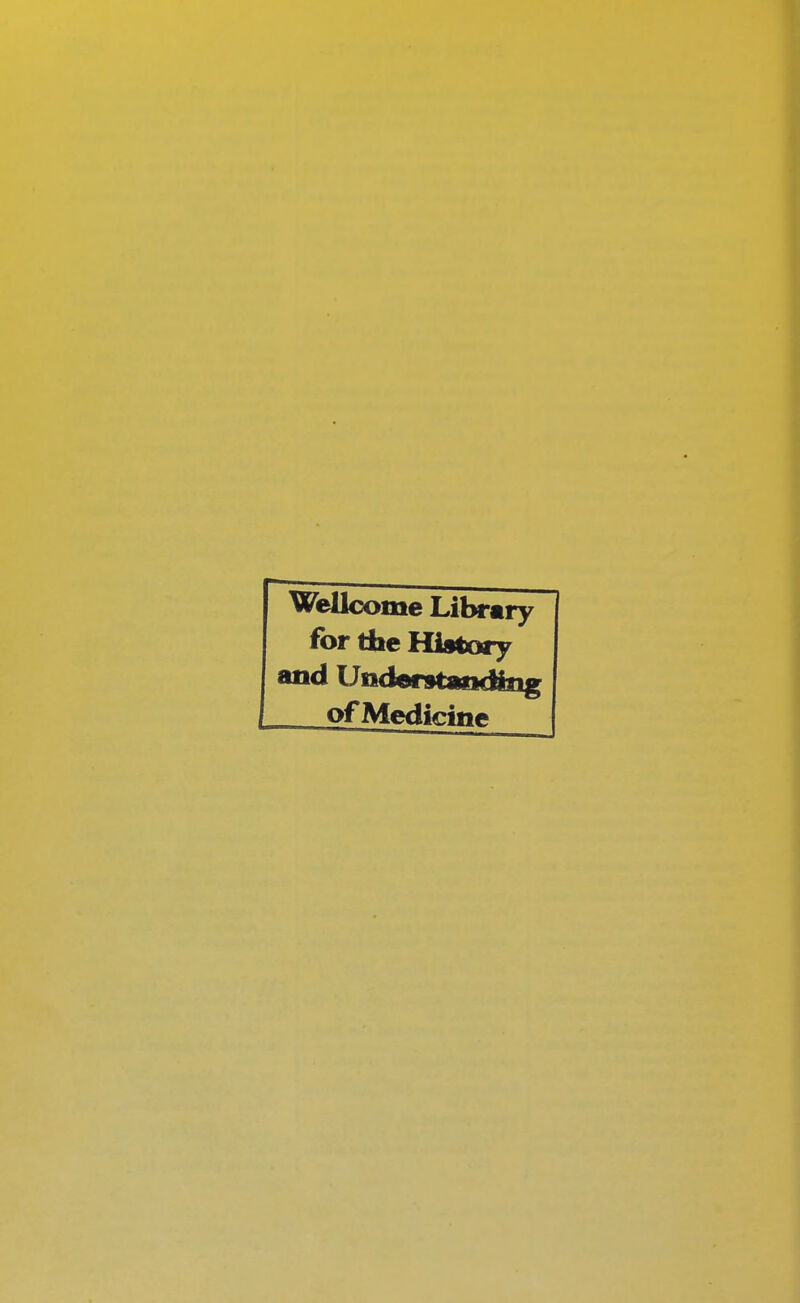 Wellcome Library
for the History
and Understanding
of Medicine